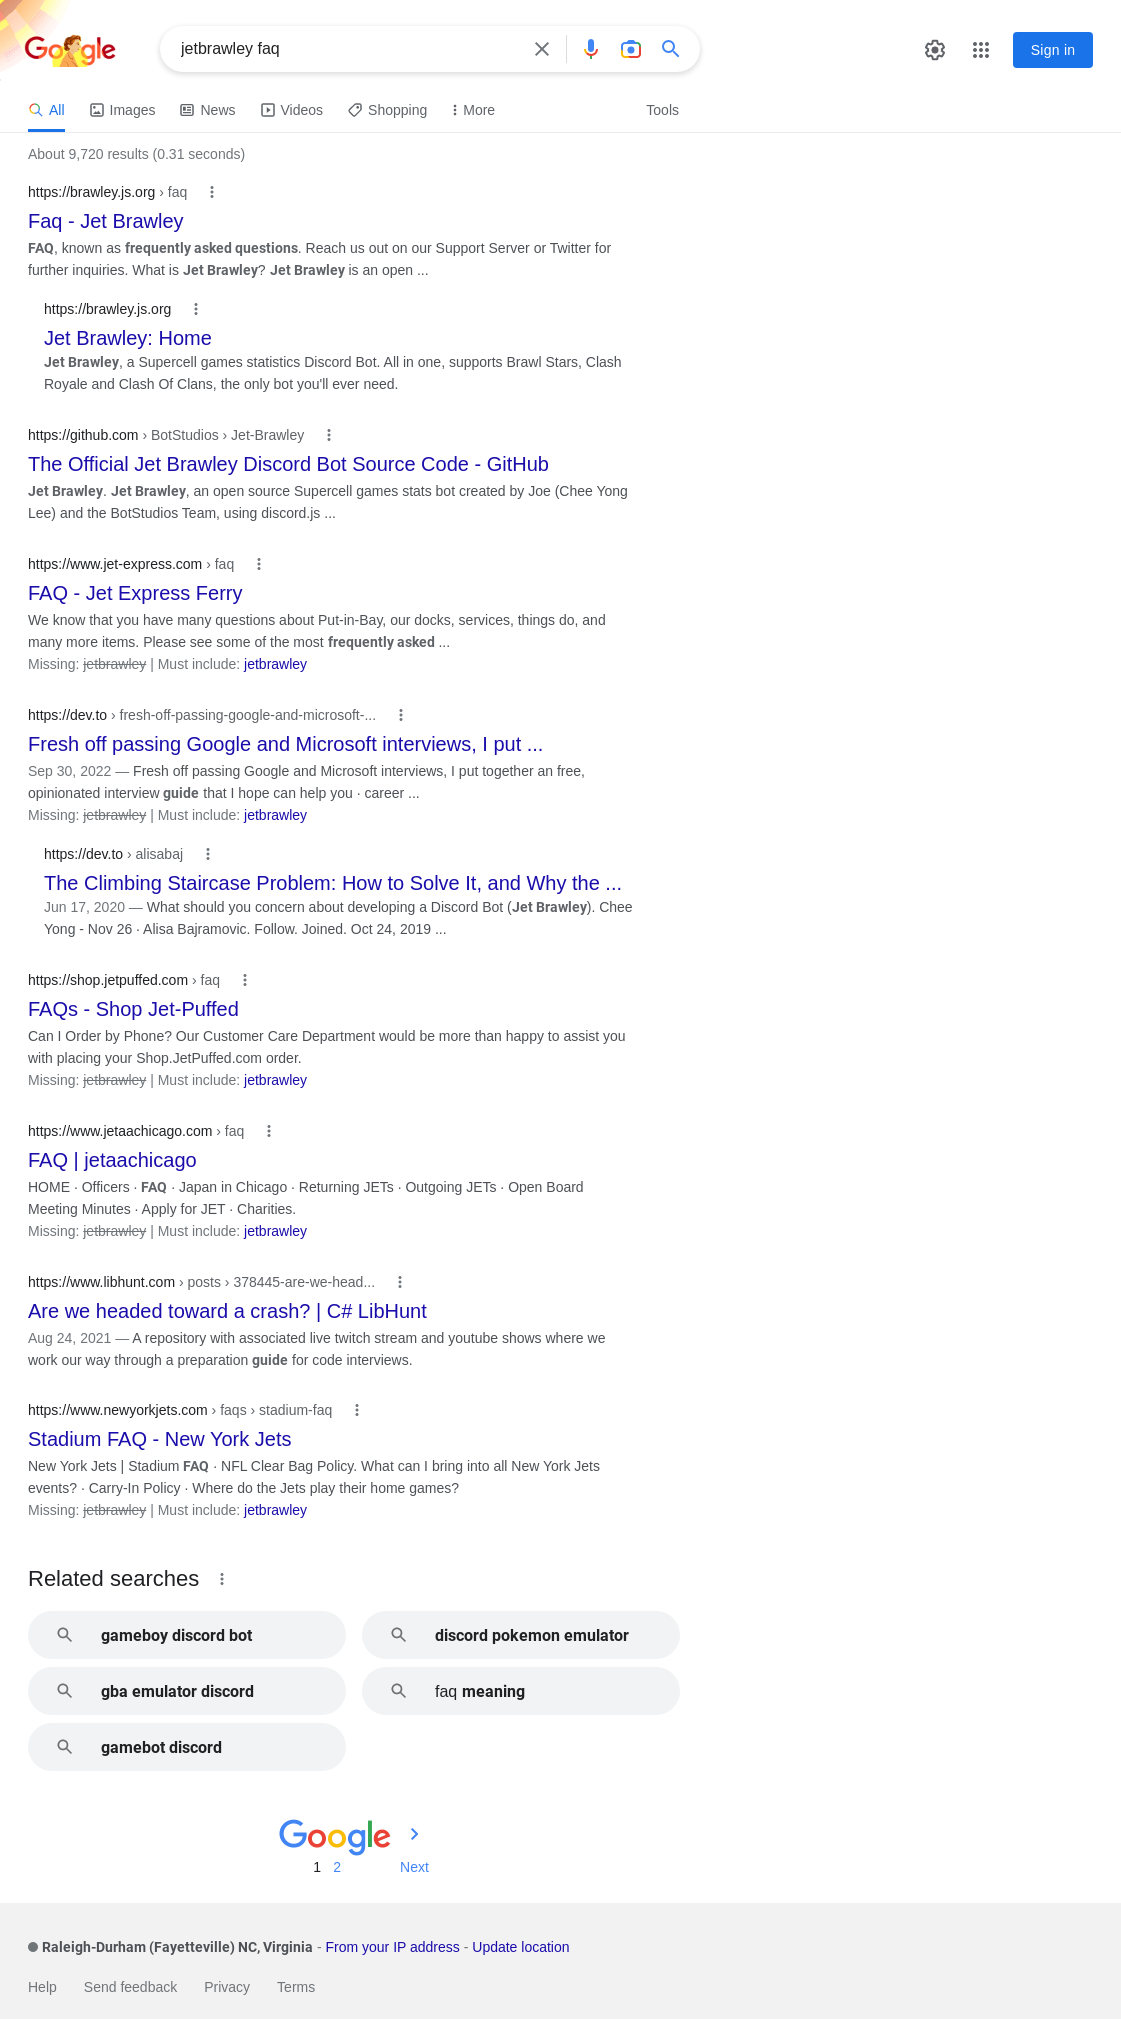 Google
jetbrawley faq
Sign in
All Images News Videos Shopping More Tools
About 9,720 results (0.31 seconds)
https://brawley.js.org › faq
Faq - Jet Brawley
FAQ, known as frequently asked questions. Reach us out on our Support Server or Twitter for
further inquiries. What is Jet Brawley? Jet Brawley is an open ...
https://brawley.js.org
Jet Brawley: Home
Jet Brawley, a Supercell games statistics Discord Bot. All in one, supports Brawl Stars, Clash
Royale and Clash Of Clans, the only bot you'll ever need.
https://github.com › BotStudios › Jet-Brawley
The Official Jet Brawley Discord Bot Source Code - GitHub
Jet Brawley. Jet Brawley, an open source Supercell games stats bot created by Joe (Chee Yong
Lee) and the BotStudios Team, using discord.js ...
https://www.jet-express.com › faq
FAQ - Jet Express Ferry
We know that you have many questions about Put-in-Bay, our docks, services, things do, and
many more items. Please see some of the most frequently asked ...
Missing: jetbrawley | Must include: jetbrawley
https://dev.to › fresh-off-passing-google-and-microsoft-...
Fresh off passing Google and Microsoft interviews, I put ...
Sep 30, 2022 — Fresh off passing Google and Microsoft interviews, I put together an free,
opinionated interview guide that I hope can help you · career ...
Missing: jetbrawley | Must include: jetbrawley
https://dev.to › alisabaj
The Climbing Staircase Problem: How to Solve It, and Why the ...
Jun 17, 2020 — What should you concern about developing a Discord Bot (Jet Brawley). Chee
Yong - Nov 26 · Alisa Bajramovic. Follow. Joined. Oct 24, 2019 ...
https://shop.jetpuffed.com › faq
FAQs - Shop Jet-Puffed
Can I Order by Phone? Our Customer Care Department would be more than happy to assist you
with placing your Shop.JetPuffed.com order.
Missing: jetbrawley | Must include: jetbrawley
https://www.jetaachicago.com › faq
FAQ | jetaachicago
HOME · Officers · FAQ · Japan in Chicago · Returning JETs · Outgoing JETs · Open Board
Meeting Minutes · Apply for JET · Charities.
Missing: jetbrawley | Must include: jetbrawley
https://www.libhunt.com › posts › 378445-are-we-head...
Are we headed toward a crash? | C# LibHunt
Aug 24, 2021 — A repository with associated live twitch stream and youtube shows where we
work our way through a preparation guide for code interviews.
https://www.newyorkjets.com › faqs › stadium-faq
Stadium FAQ - New York Jets
New York Jets | Stadium FAQ · NFL Clear Bag Policy. What can I bring into all New York Jets
events? · Carry-In Policy · Where do the Jets play their home games?
Missing: jetbrawley | Must include: jetbrawley
Related searches
gameboy discord bot
discord pokemon emulator
gba emulator discord
faq meaning
gamebot discord
Google
1 2 Next
Raleigh-Durham (Fayetteville) NC, Virginia - From your IP address - Update location
Help Send feedback Privacy Terms